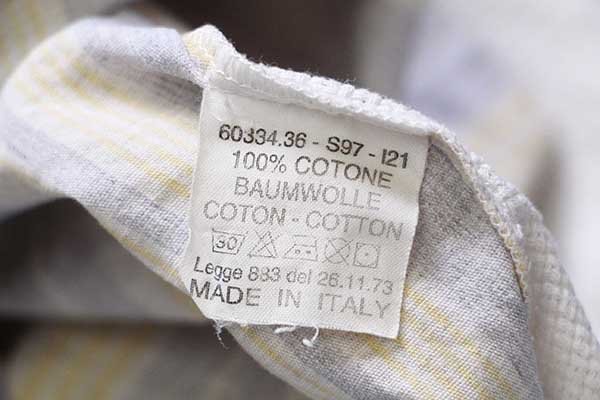 60334.36 - S97 - I21
100% COTONE
BAUMWOLLE
COTON - COTTON
30
Legge 883 del 26.11.73
MADE IN ITALY